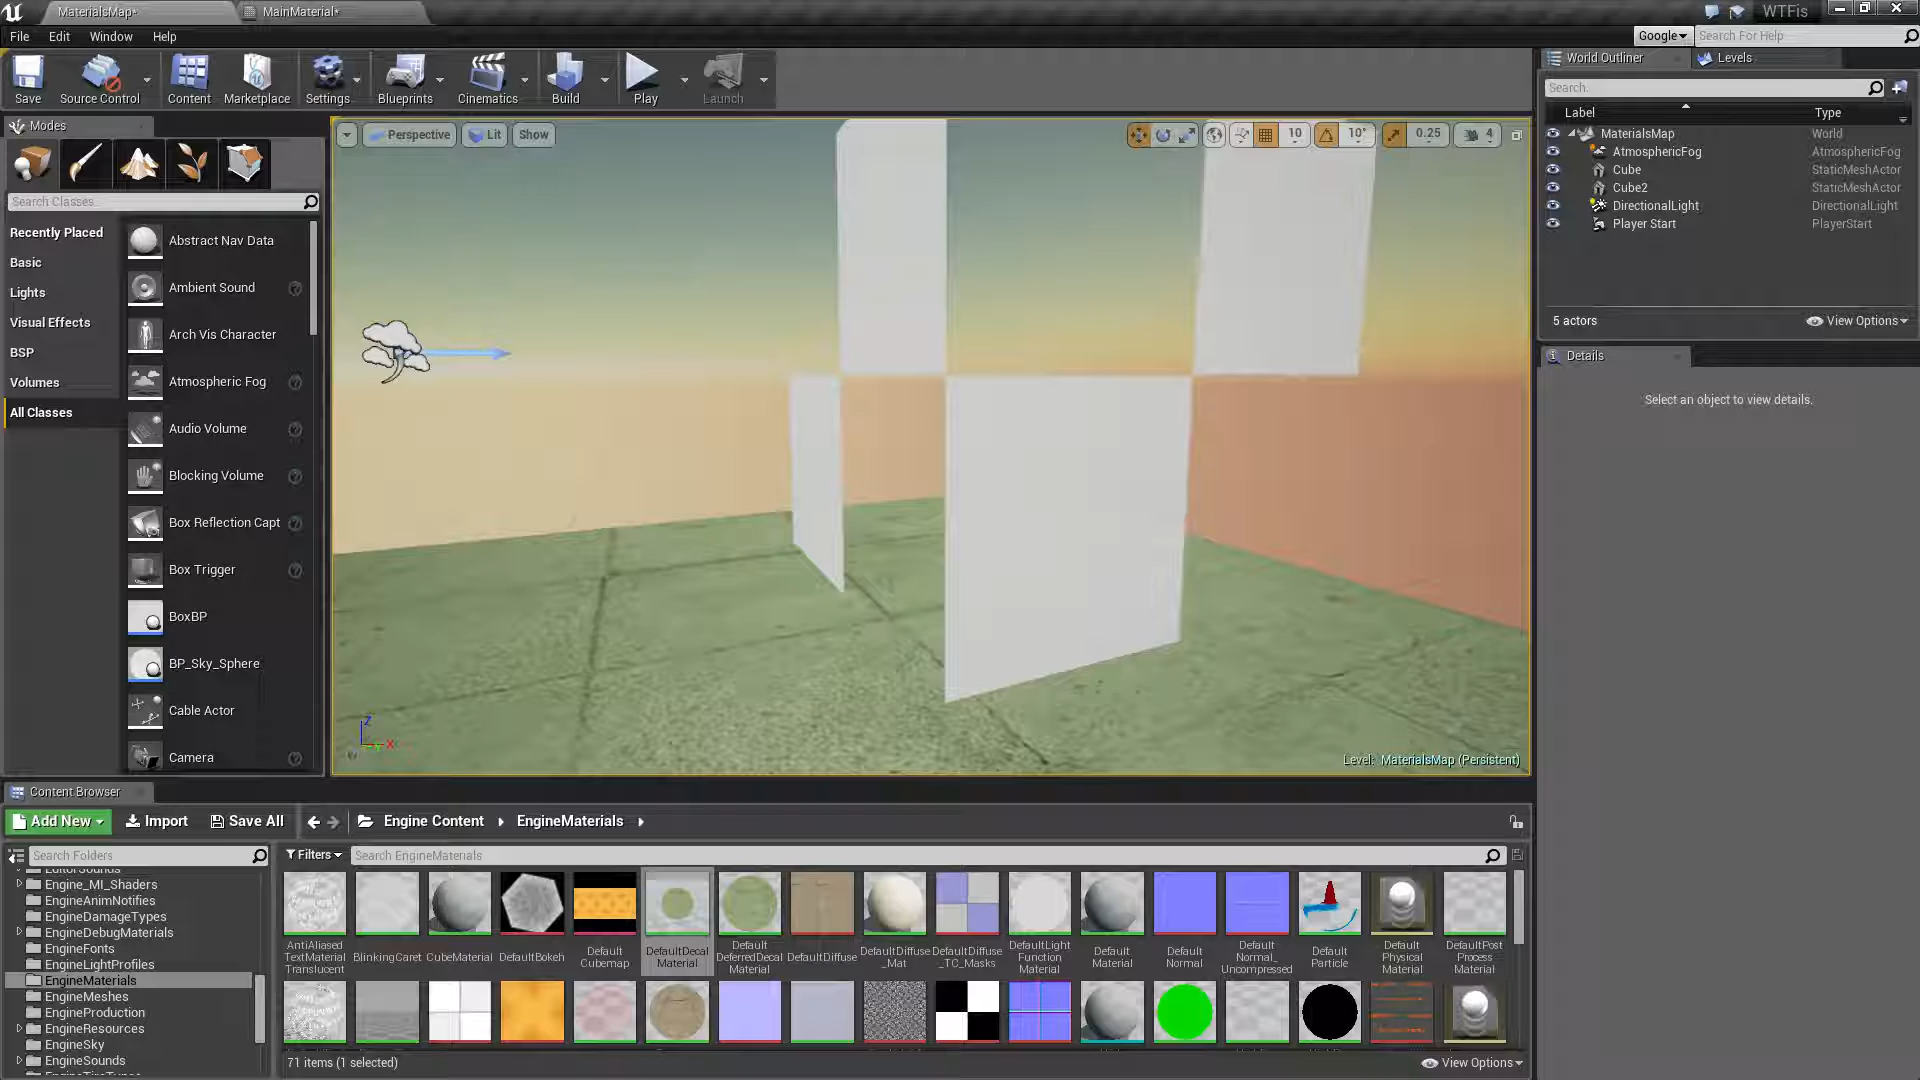 MaterialsMap*
MainMaterial*
WTFis
File Edit Window Help
Google Search For Help
Save Source Control Content Marketplace Settings Blueprints Cinematics Build Play Launch
Modes
Search Classes
Recently Placed
Basic
Lights
Visual Effects
BSP
Volumes
All Classes
Abstract Nav Data
Ambient Sound
Arch Vis Character
Atmospheric Fog
Audio Volume
Blocking Volume
Box Reflection Capt
Box Trigger
BoxBP
BP_Sky_Sphere
Cable Actor
Camera
Perspective Lit Show
10 10° 0.25 4
Z
X
Level: MaterialsMap (Persistent)
World Outliner Levels
Search.
Label Type
MaterialsMap World
AtmosphericFog AtmosphericFog
Cube StaticMeshActor
Cube2 StaticMeshActor
DirectionalLight DirectionalLight
Player Start PlayerStart
5 actors View Options
Details
Select an object to view details.
Content Browser
Add New Import Save All Engine Content EngineMaterials
Search Folders
Filters Search EngineMaterials
EditorSounds
Engine_MI_Shaders
EngineAnimNotifies
EngineDamageTypes
EngineDebugMaterials
EngineFonts
EngineLightProfiles
EngineMaterials
EngineMeshes
EngineProduction
EngineResources
EngineSky
EngineSounds
AntiAliased
TextMaterial
Translucent
BlinkingCaret
CubeMaterial
DefaultBokeh
Default
Cubemap
DefaultDecal
Material
Default
DeferredDecal
Material
DefaultDiffuse
DefaultDiffuse
_Mat
DefaultDiffuse
_TC_Masks
DefaultLight
Function
Material
Default
Material
Default
Normal
Default
Normal_
Uncompressed
Default
Particle
Default
Physical
Material
DefaultPost
Process
Material
71 items (1 selected) View Options